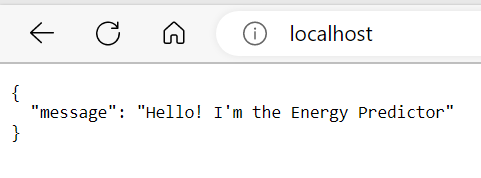 localhost
{
  "message": "Hello! I'm the Energy Predictor"
}